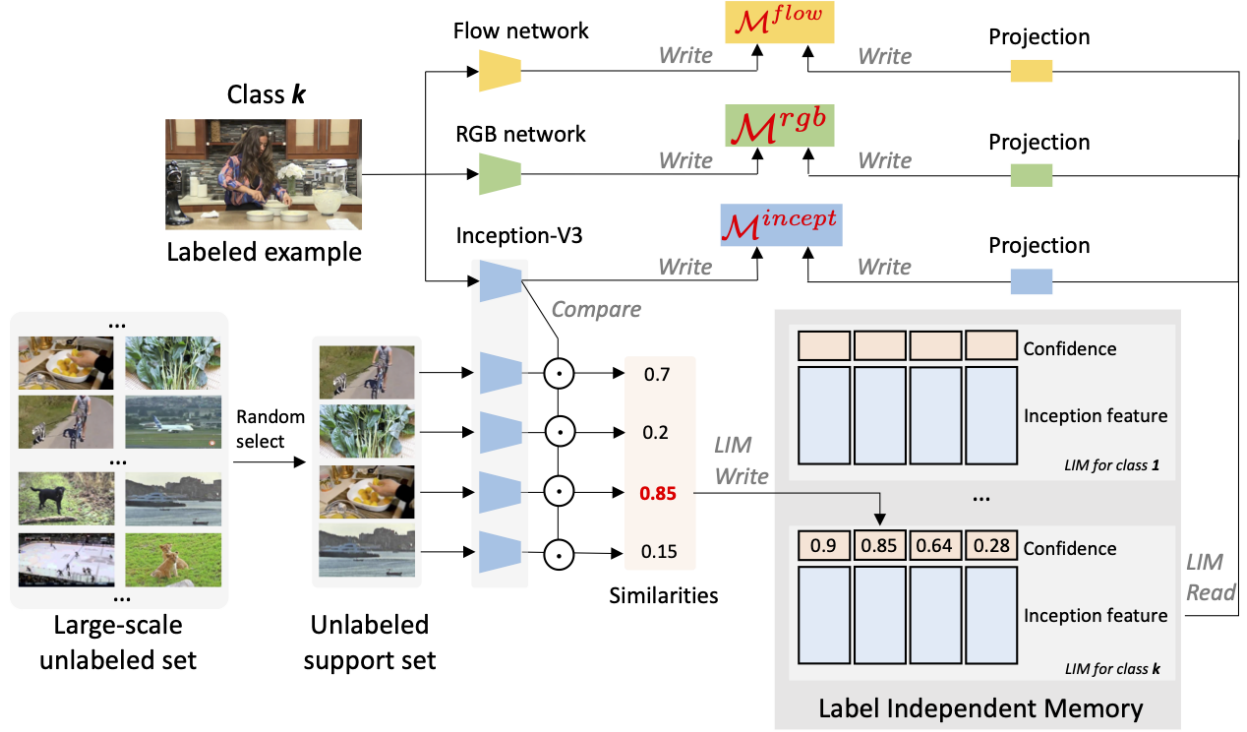 Flow network
Write
M^flow
Write
Projection
Class k
RGB network
Write
M^rgb
Write
Projection
Labeled example
Inception-V3
Write
M^incept
Write
Projection
Compare
...
Random
select
...
...
0.7
0.2
0.85
0.15
Similarities
LIM
Write
Confidence
Inception feature
LIM for class 1
...
0.9 0.85 0.64 0.28 Confidence
Inception feature
LIM for class k
LIM
Read
Large-scale
unlabeled set
Unlabeled
support set
Label Independent Memory